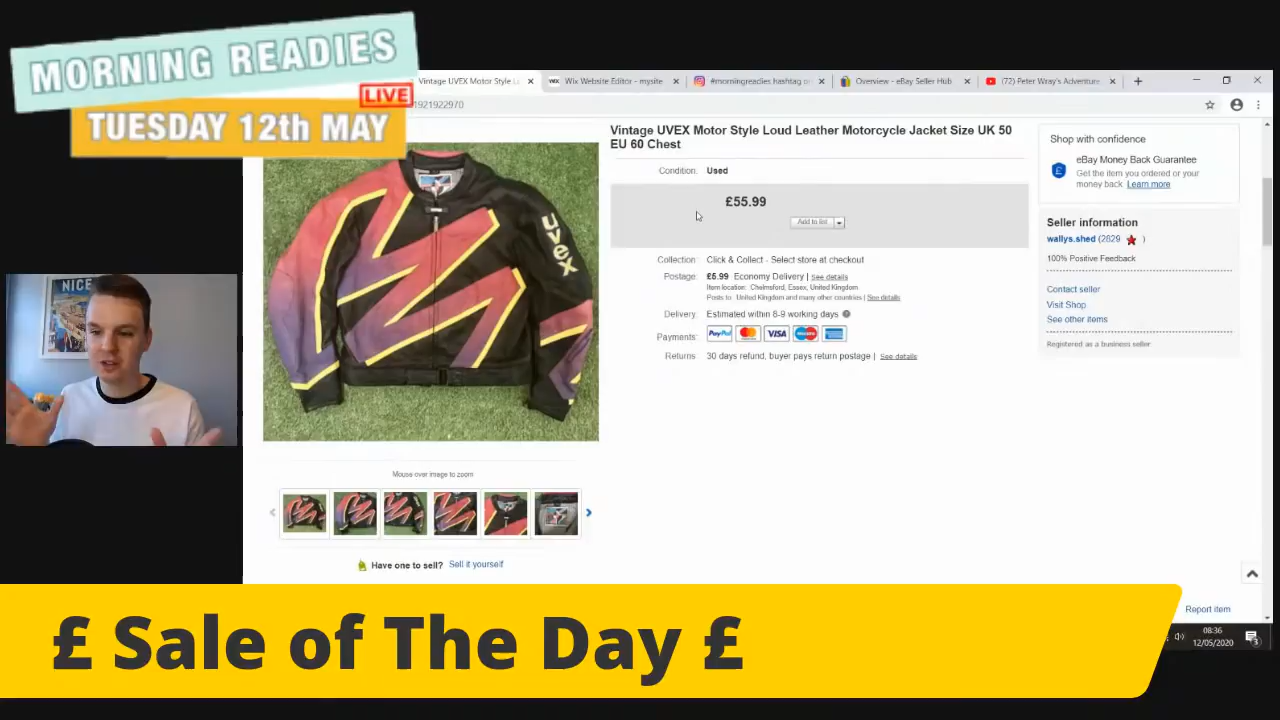 MORNING READIES
LIVE
TUESDAY 12th MAY
Vintage UVEX Motor Style Lo
Wix Website Editor - mysite
#morningreadies hashtag on
Overview - eBay Seller Hub
(72) Peter Wray's Adventure
1921922970
NICE
uvex
Mouse over image to zoom
Have one to sell? Sell it yourself
Vintage UVEX Motor Style Loud Leather Motorcycle Jacket Size UK 50
EU 60 Chest
Condition: Used
£55.99
Add to list
Collection: Click & Collect - Select store at checkout
Postage: £5.99 Economy Delivery | See details
Item location: Chelmsford, Essex, United Kingdom
Posts to: United Kingdom and many other countries | See details
Delivery: Estimated within 8-9 working days
Payments: PayPal VISA
Returns: 30 days refund, buyer pays return postage | See details
Shop with confidence
eBay Money Back Guarantee
Get the item you ordered or
your money back Learn more
Seller information
wallys.shed (2829 )
100% Positive Feedback
Contact seller
Visit Shop
See other items
Registered as a business seller
Report item
08:36
12/05/2020
£ Sale of The Day £